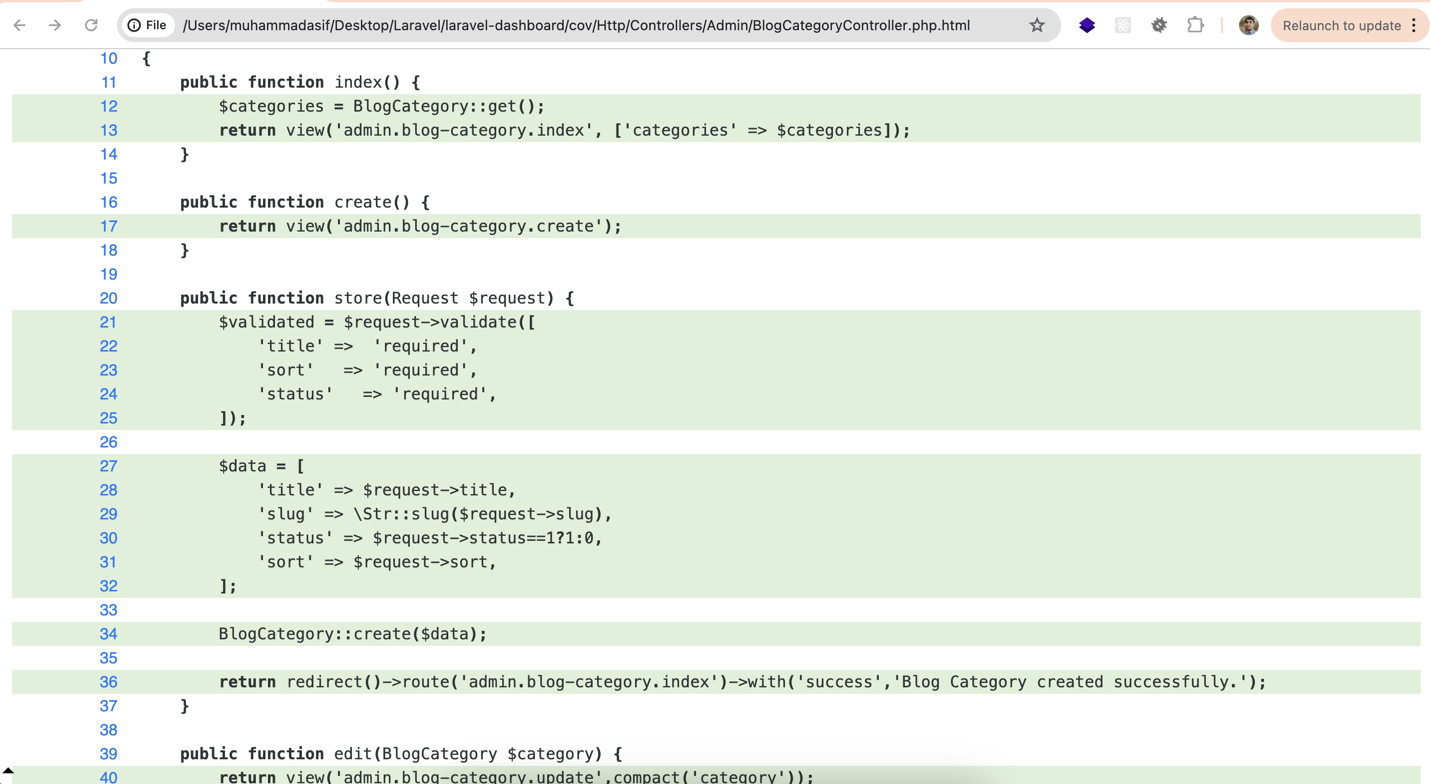 File /Users/muhammadasif/Desktop/Laravel/laravel-dashboard/cov/Http/Controllers/Admin/BlogCategoryController.php.html Relaunch to update
10 {
11     public function index() {
12         $categories = BlogCategory::get();
13         return view('admin.blog-category.index', ['categories' => $categories]);
14     }
15
16     public function create() {
17         return view('admin.blog-category.create');
18     }
19
20     public function store(Request $request) {
21         $validated = $request->validate([
22             'title' =>  'required',
23             'sort'   => 'required',
24             'status'   => 'required',
25         ]);
26
27         $data = [
28             'title' => $request->title,
29             'slug' => \Str::slug($request->slug),
30             'status' => $request->status==1?1:0,
31             'sort' => $request->sort,
32         ];
33
34         BlogCategory::create($data);
35
36         return redirect()->route('admin.blog-category.index')->with('success','Blog Category created successfully.');
37     }
38
39     public function edit(BlogCategory $category) {
40         return view('admin.blog-category.update',compact('category'));